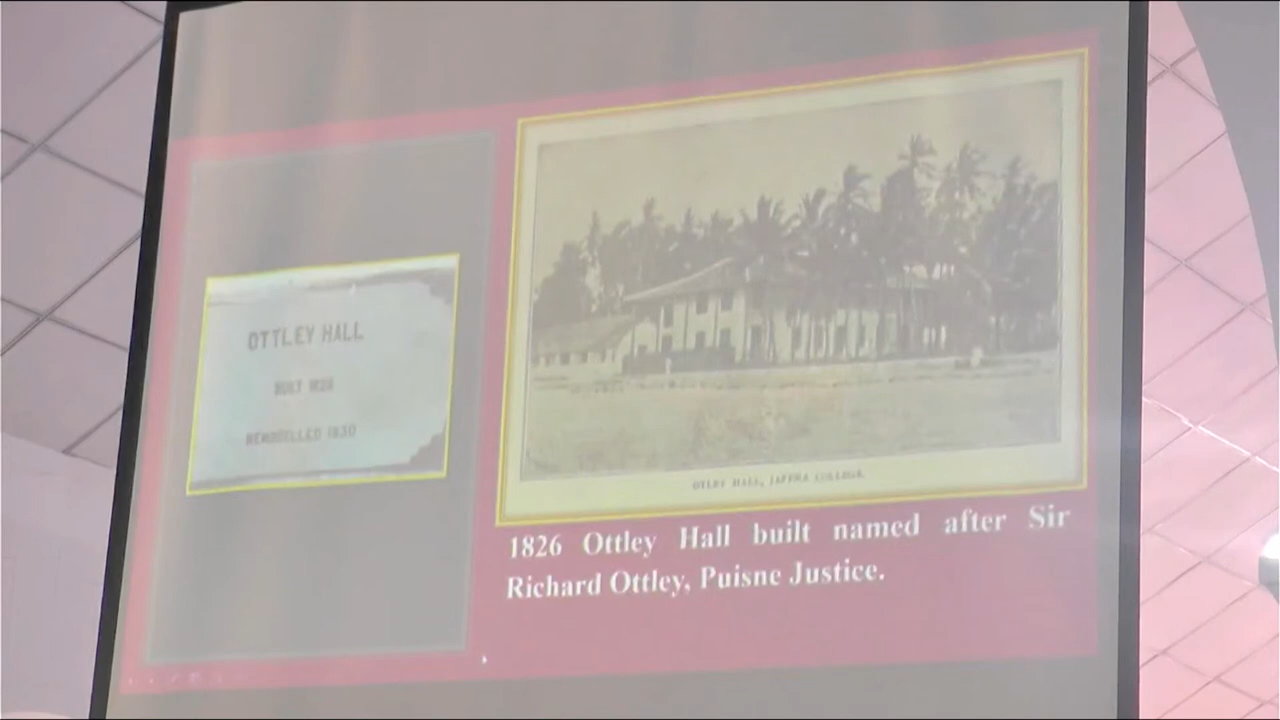 OTTLEY HALL
BUILT 1826
REMODELLED 1930
OTLEY HALL, JAFFNA COLLEGE.
1826 Ottley Hall built named after Sir
Richard Ottley, Puisne Justice.